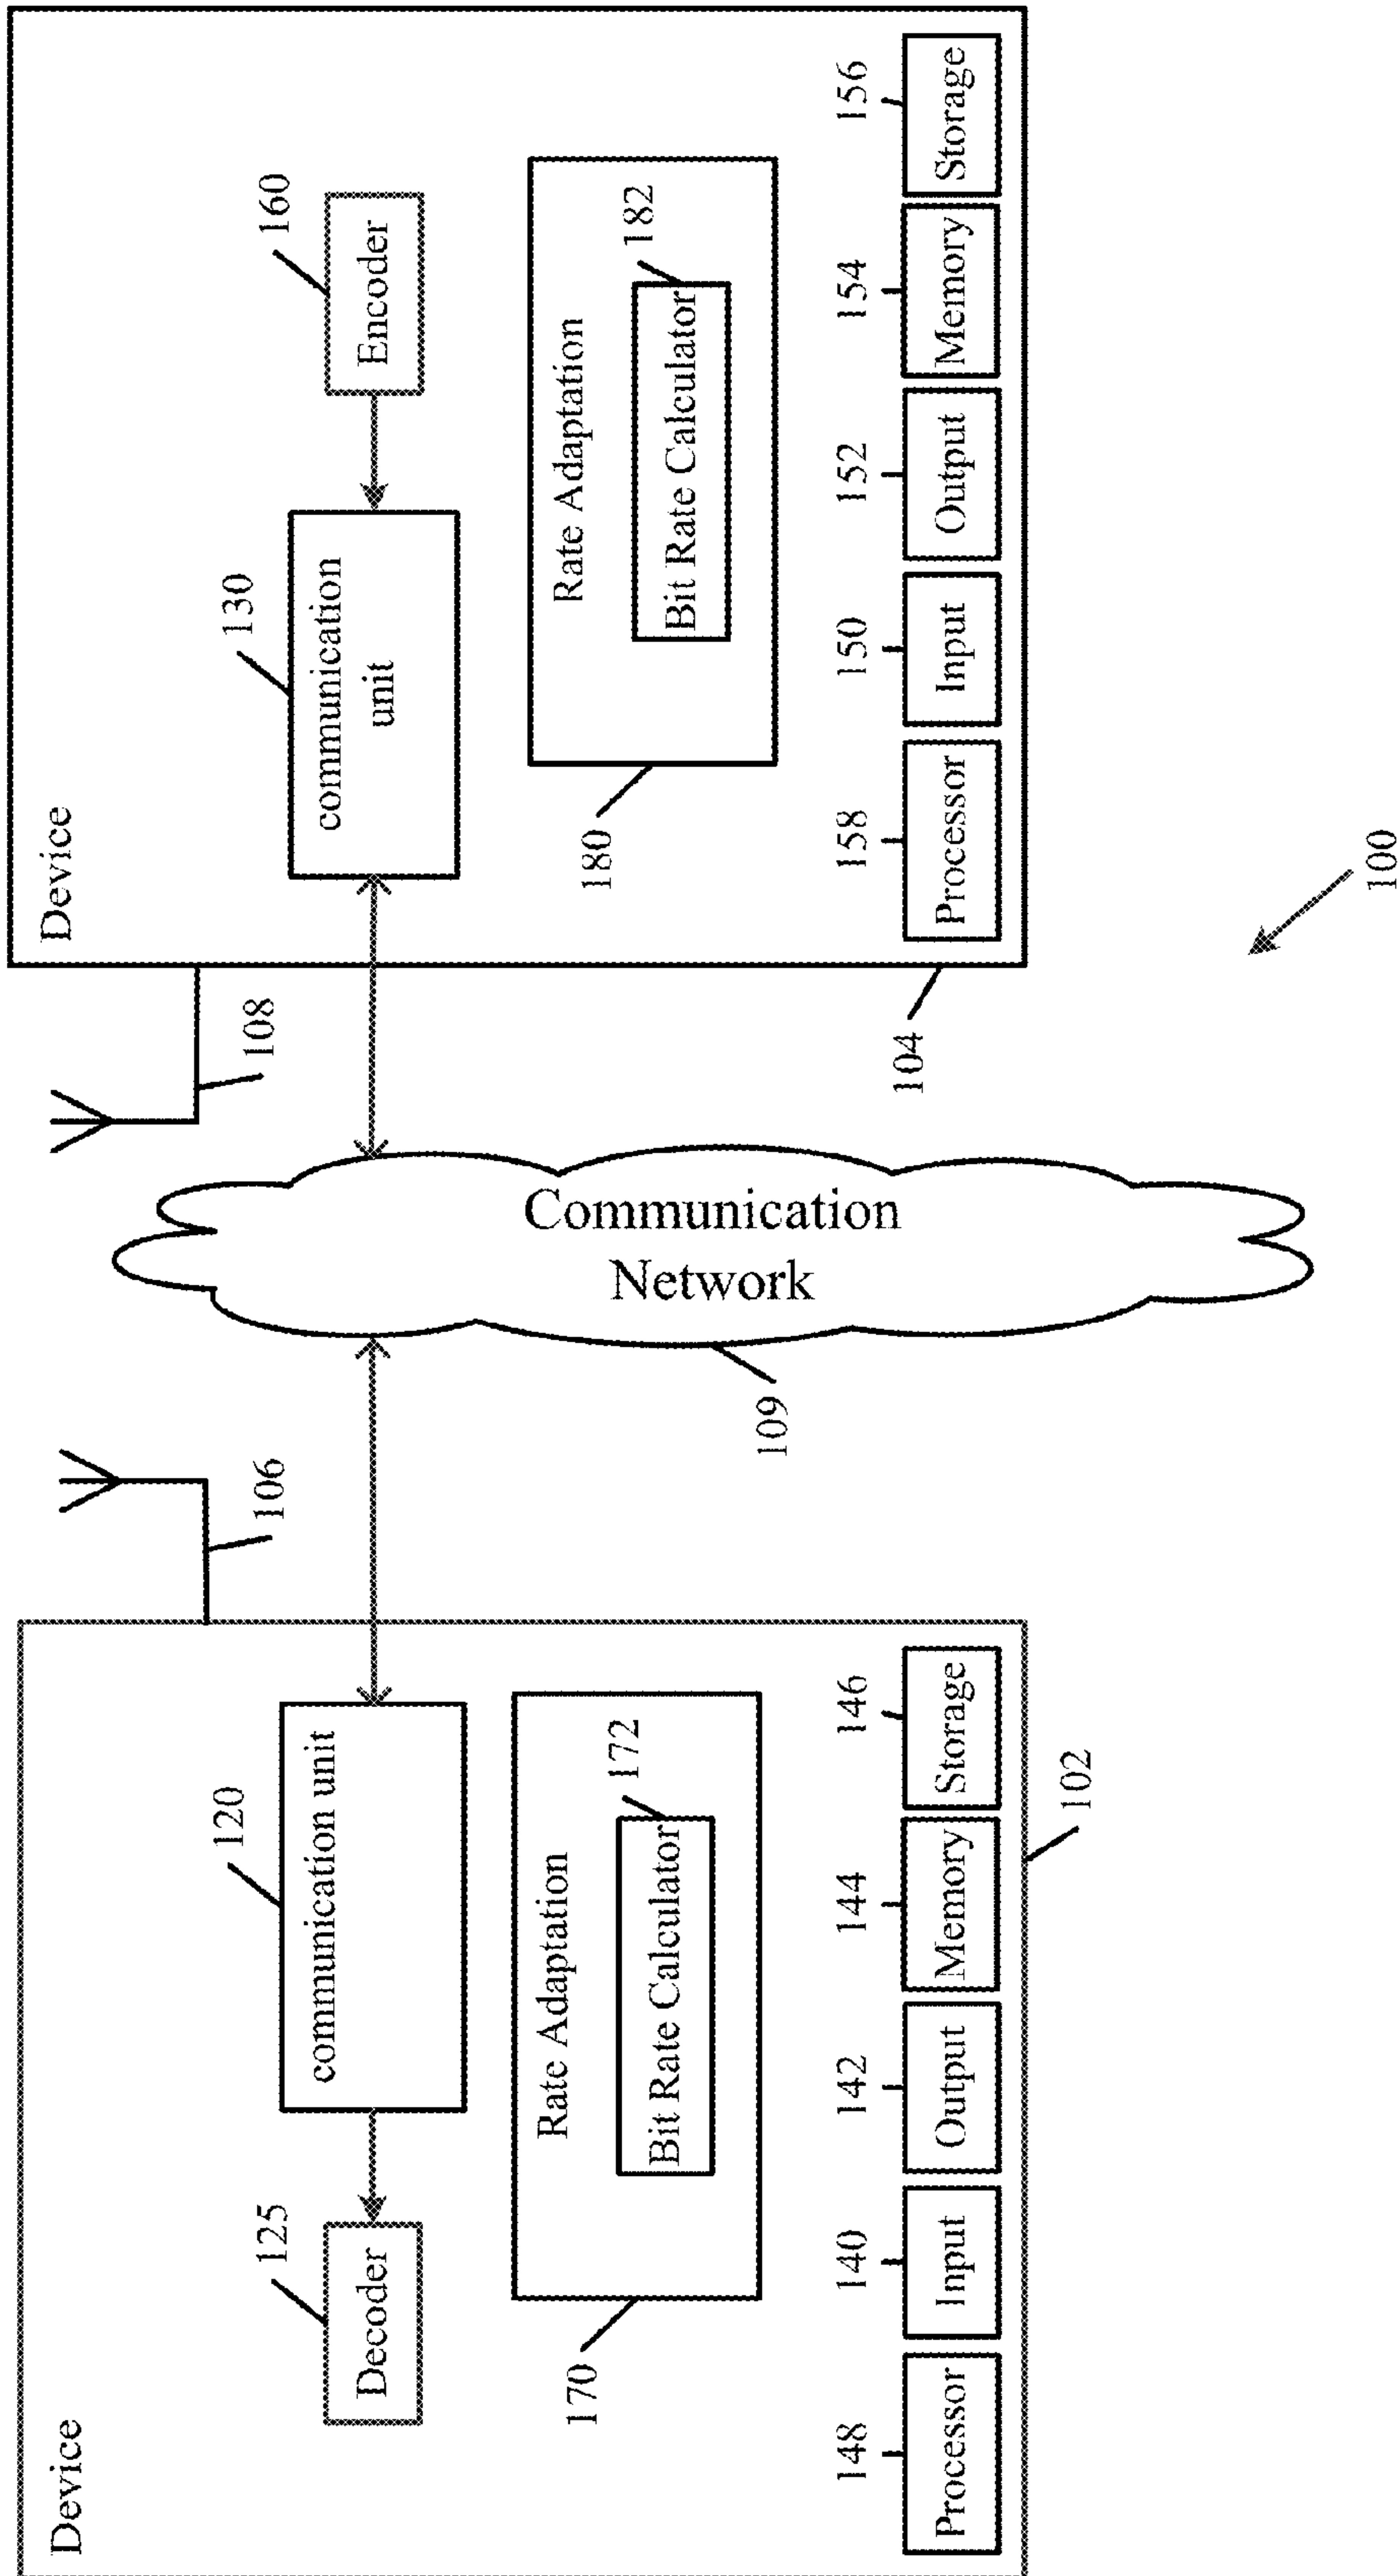 Device
125
Decoder
120
communication unit
170
Rate Adaptation
172
Bit Rate Calculator
148
Processor
140
Input
142
Output
144
Memory
146
Storage
102
106
Communication
Network
109
108
Device
130
communication
unit
160
Encoder
180
Rate Adaptation
182
Bit Rate Calculator
158
Processor
150
Input
152
Output
154
Memory
156
Storage
104
100